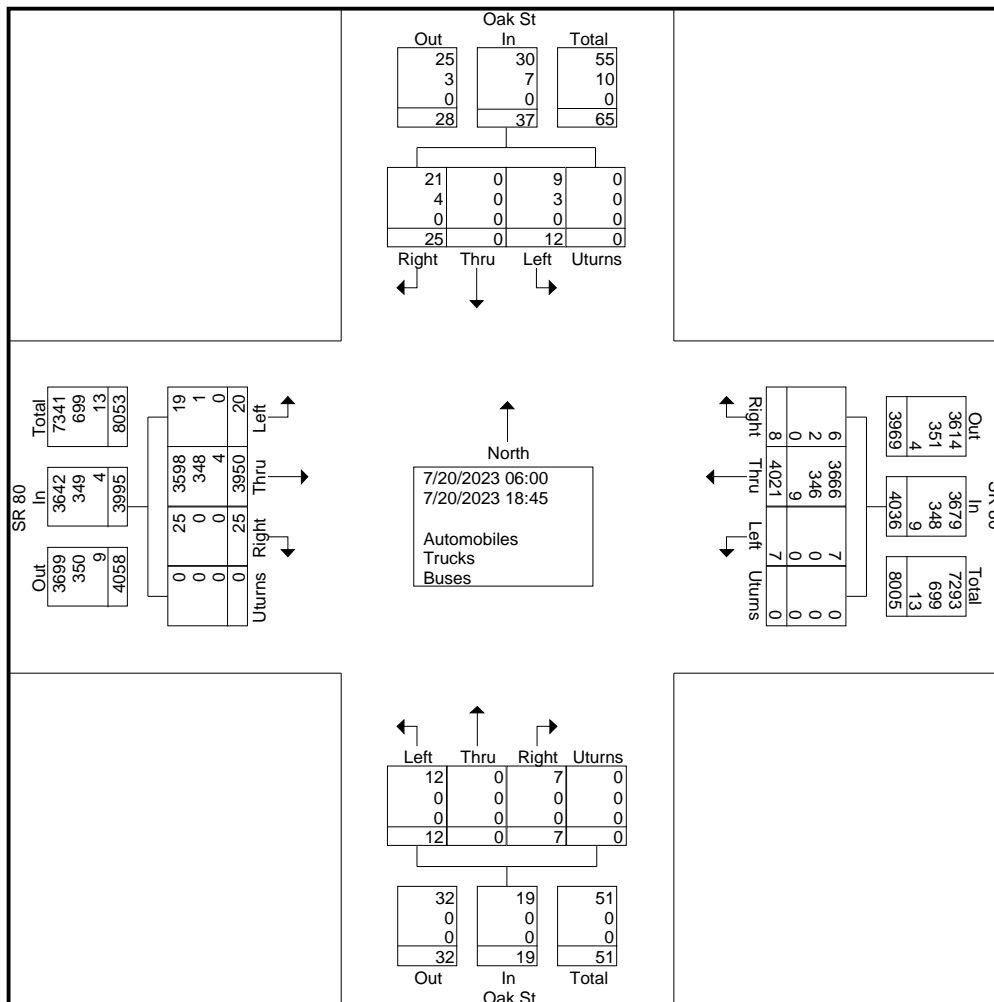 Oak St
Out In Total
25 30 55
3 7 10
0 0 0
28 37 65
21 0 9 0
4 0 3 0
0 0 0 0
25 0 12 0
Right Thru Left Uturns
SR 80
Total
7341
699
13
8053
In
3642
349
4
3995
Out
3699
350
9
4058
19 1 0 20 Left
3598 348 4 3950 Thru
25 0 0 25 Right
0 0 0 0 Uturns
North
7/20/2023 06:00
7/20/2023 18:45
Automobiles
Trucks
Buses
Right 8 0 2 6
Thru 4021 9 346 3666
Left 7 0 0 7
Uturns 0 0 0 0
Out
3614
351
4
3969
In
3679
348
9
4036
Total
7293
699
13
8005
SR 80
Left Thru Right Uturns
12 0 7 0
0 0 0 0
0 0 0 0
12 0 7 0
32 19 51
0 0 0
0 0 0
32 19 51
Out In Total
Oak St